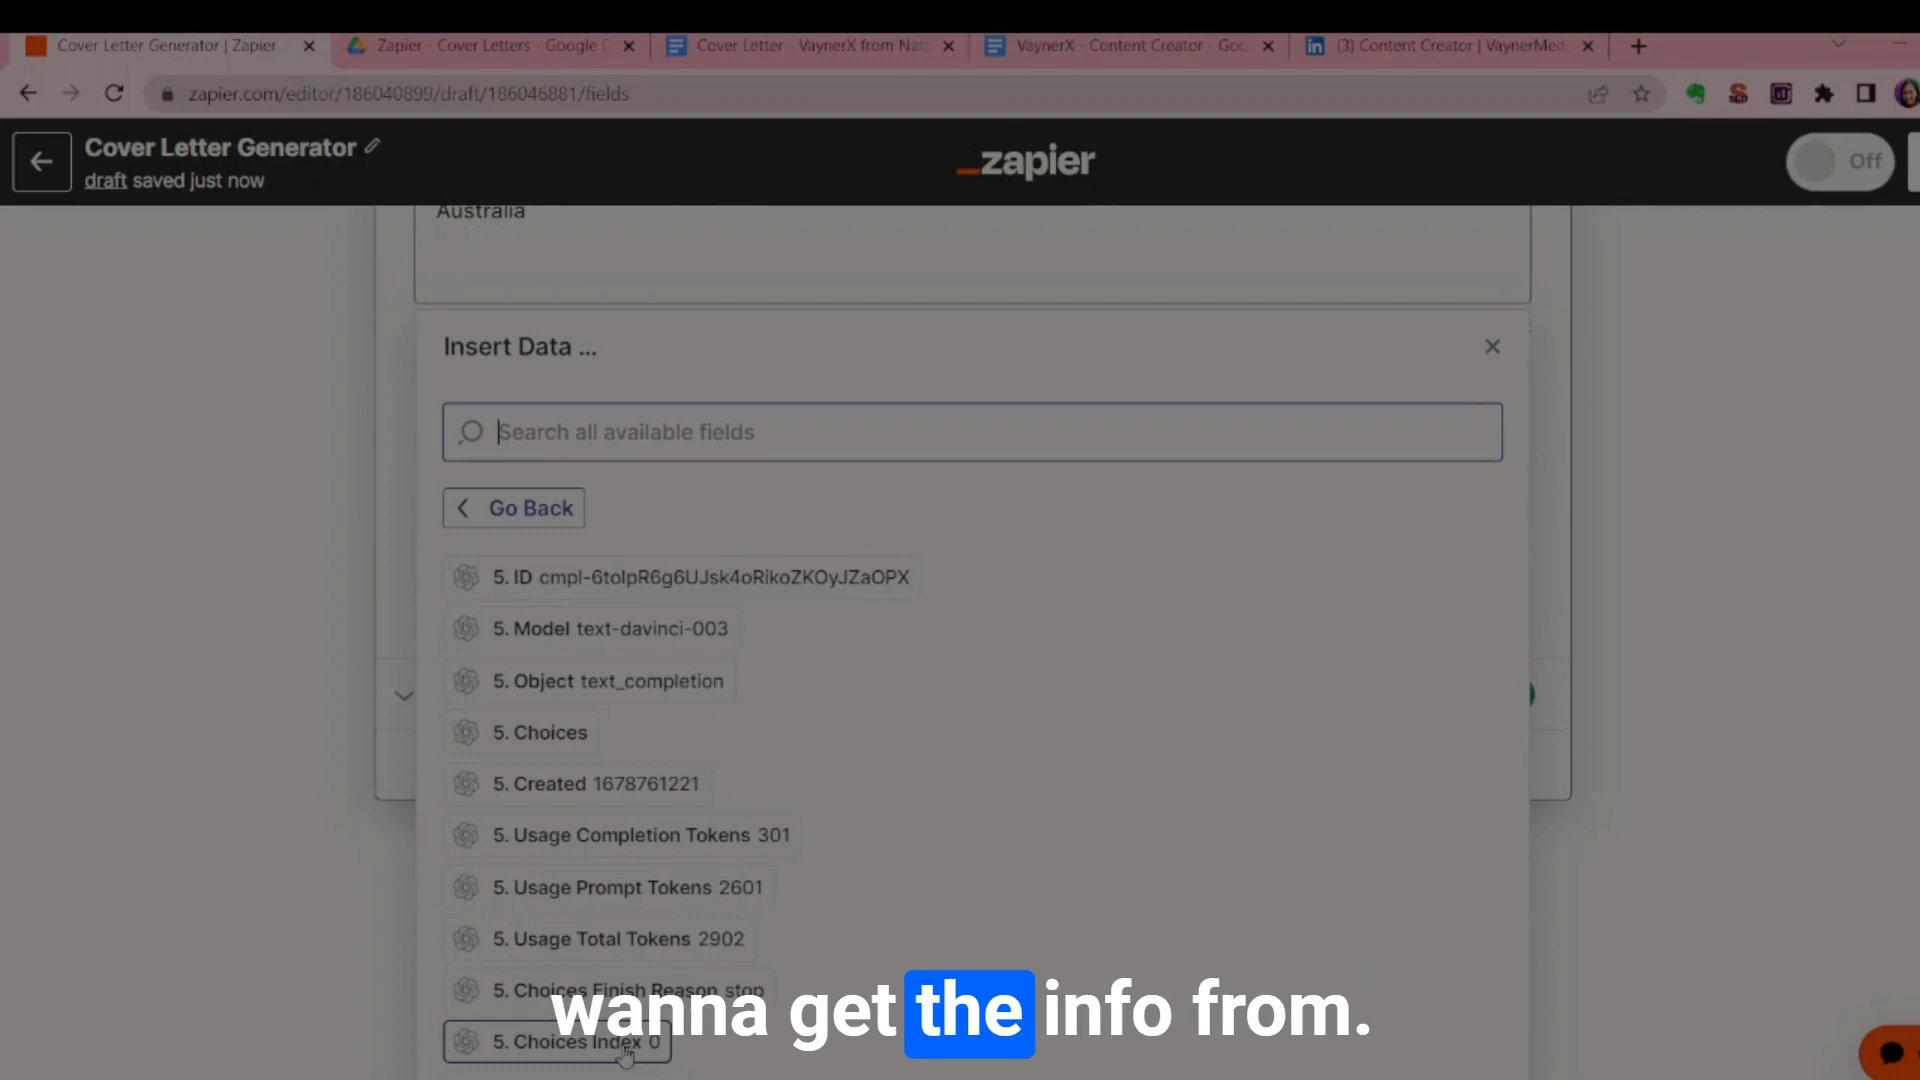 Cover Letter Generator | Zapier
Zapier - Cover Letters - Google D
Cover Letter - VaynerX from Nata
VaynerX - Content Creator - Goo
(3) Content Creator | VaynerMed
zapier.com/editor/186040899/draft/186046881/fields
Cover Letter Generator
draft saved just now
zapier
Off
Australia
Insert Data ...
Search all available fields
Go Back
5. ID cmpl-6tolpR6g6UJsk4oRikoZKOyJZaOPX
5. Model text-davinci-003
5. Object text_completion
5. Choices
5. Created 1678761221
5. Usage Completion Tokens 301
5. Usage Prompt Tokens 2601
5. Usage Total Tokens 2902
5. Choices Finish Reason stop
wanna get the info from.
5. Choices Index 0